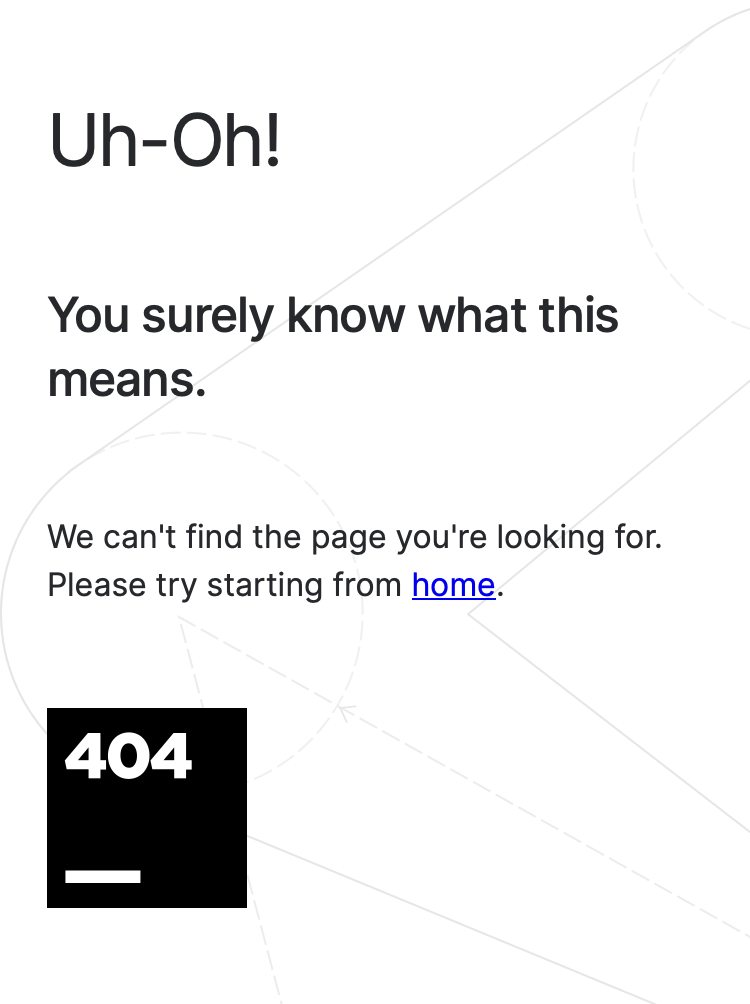 Uh-Oh!
You surely know what this
means.
We can't find the page you're looking for.
Please try starting from home.
404